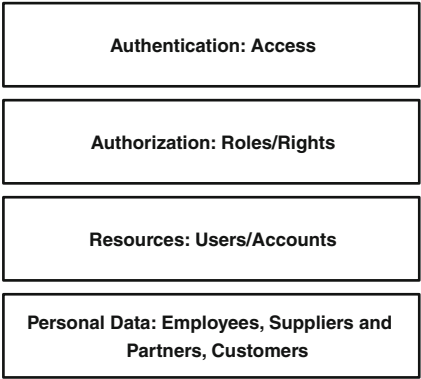 Authentication: Access
Authorization: Roles/Rights
Resources: Users/Accounts
Personal Data: Employees, Suppliers and
Partners, Customers